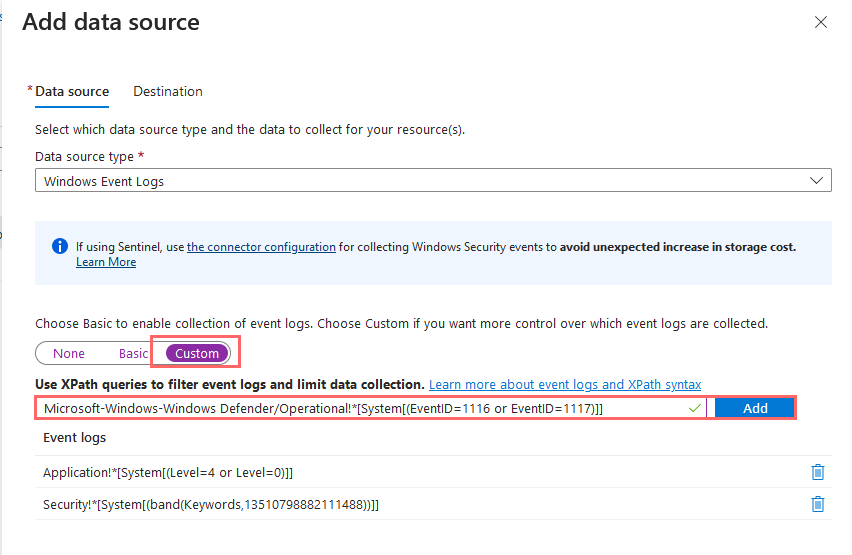 Add data source
* Data source
Destination
Select which data source type and the data to collect for your resource(s).
Data source type *
Windows Event Logs
If using Sentinel, use the connector configuration for collecting Windows Security events to avoid unexpected increase in storage cost.
Learn More
Choose Basic to enable collection of event logs. Choose Custom if you want more control over which event logs are collected.
None Basic Custom
Use XPath queries to filter event logs and limit data collection. Learn more about event logs and XPath syntax
Microsoft-Windows-Windows Defender/Operational!*[System[(EventID=1116 or EventID=1117)]] Add
Event logs
Application!*[System[(Level=4 or Level=0)]]
Security!*[System[(band(Keywords,13510798882111488))]]